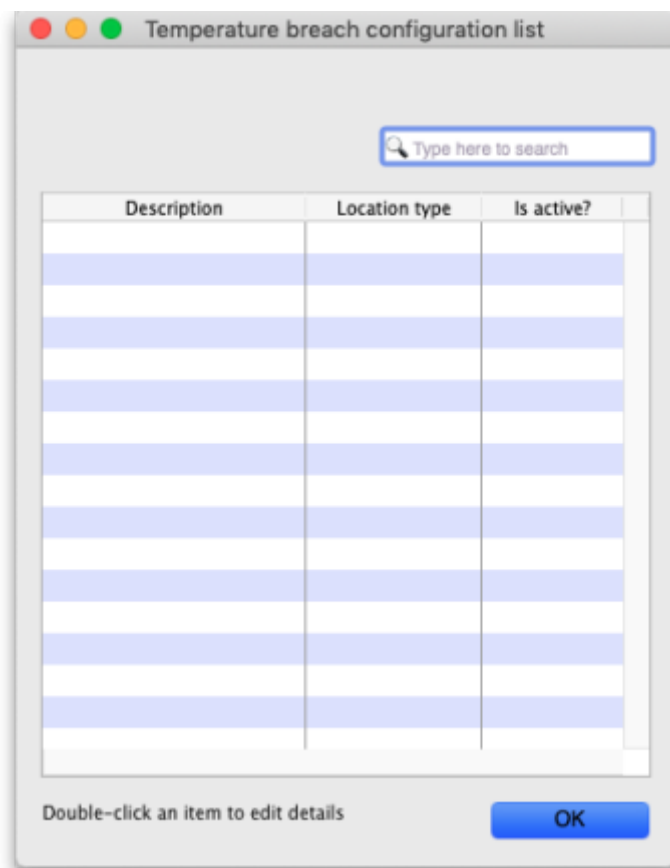 Temperature breach configuration list
Type here to search
Description Location type Is active?
Double-click an item to edit details
OK